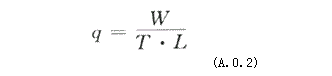 q = W / T · L
(A.0.2)